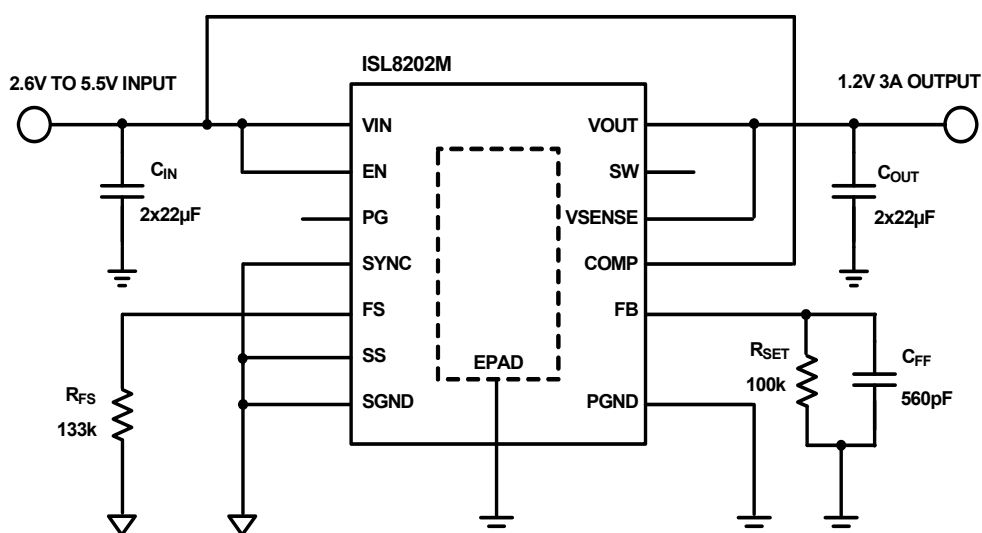 ISL8202M
2.6V TO 5.5V INPUT
1.2V 3A OUTPUT
VIN
VOUT
EN
SW
CIN
2x22µF
COUT
2x22µF
PG
VSENSE
SYNC
COMP
FS
FB
SS
EPAD
RSET
100k
CFF
560pF
RFS
133k
SGND
PGND